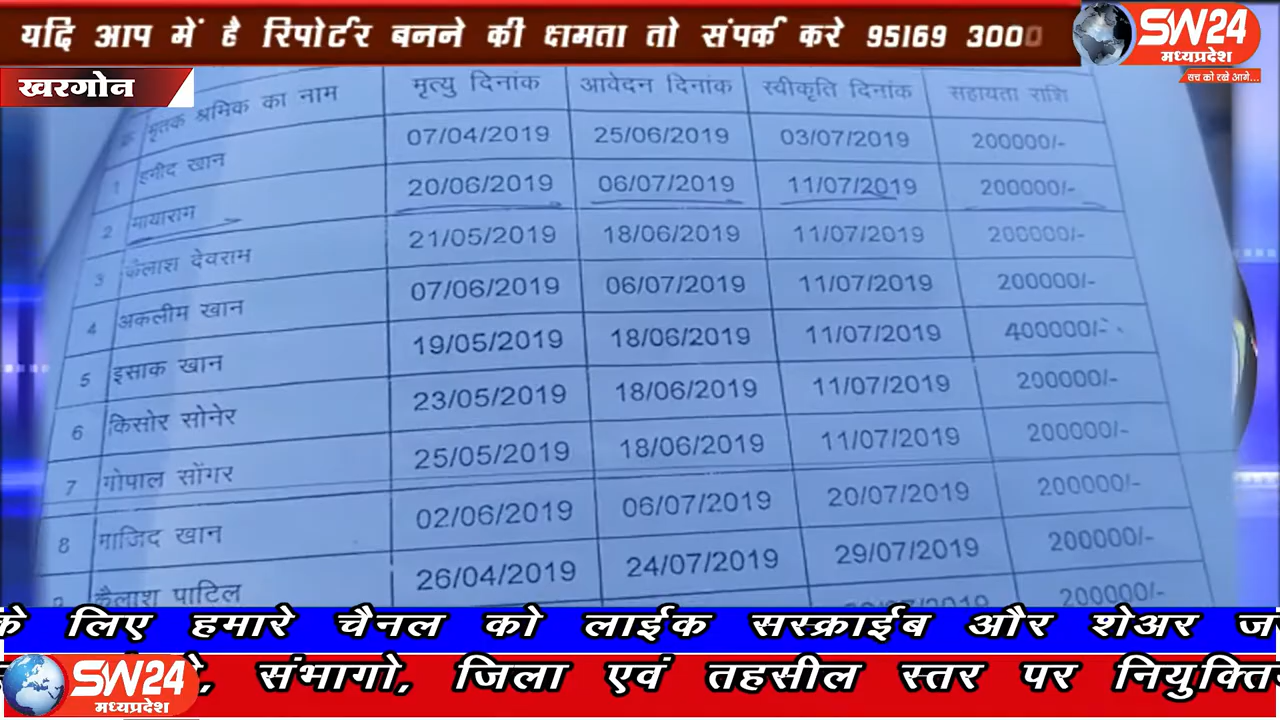 यदि आप में है रिपोर्टर बनने की क्षमता तो संपर्क करे 95169 3000
SW24
मध्यप्रदेश
सच को रखे आगे...
खरगोन
मृतक श्रमिक का नाम मृत्यु दिनांक आवेदन दिनांक स्वीकृति दिनांक सहायता राशि
1 हमीद खान 07/04/2019 25/06/2019 03/07/2019 200000/-
2 मायाराम 20/06/2019 06/07/2019 11/07/2019 200000/-
3 कैलाश देवराम 21/05/2019 18/06/2019 11/07/2019 200000/-
4 अकलीम खान 07/06/2019 06/07/2019 11/07/2019 200000/-
5 इसाक खान 19/05/2019 18/06/2019 11/07/2019 400000/-
6 किसोर सोनेर 23/05/2019 18/06/2019 11/07/2019 200000/-
7 गोपाल सोंगर 25/05/2019 18/06/2019 11/07/2019 200000/-
8 माजिद खान 02/06/2019 06/07/2019 20/07/2019 200000/-
कैलाश पाटिल 26/04/2019 24/07/2019 29/07/2019 200000/-
200000/-
के लिए हमारे चैनल को लाईक सस्क्राईब और शेअर
संभागो, जिला एवं तहसील स्तर पर
SW24
मध्यप्रदेश